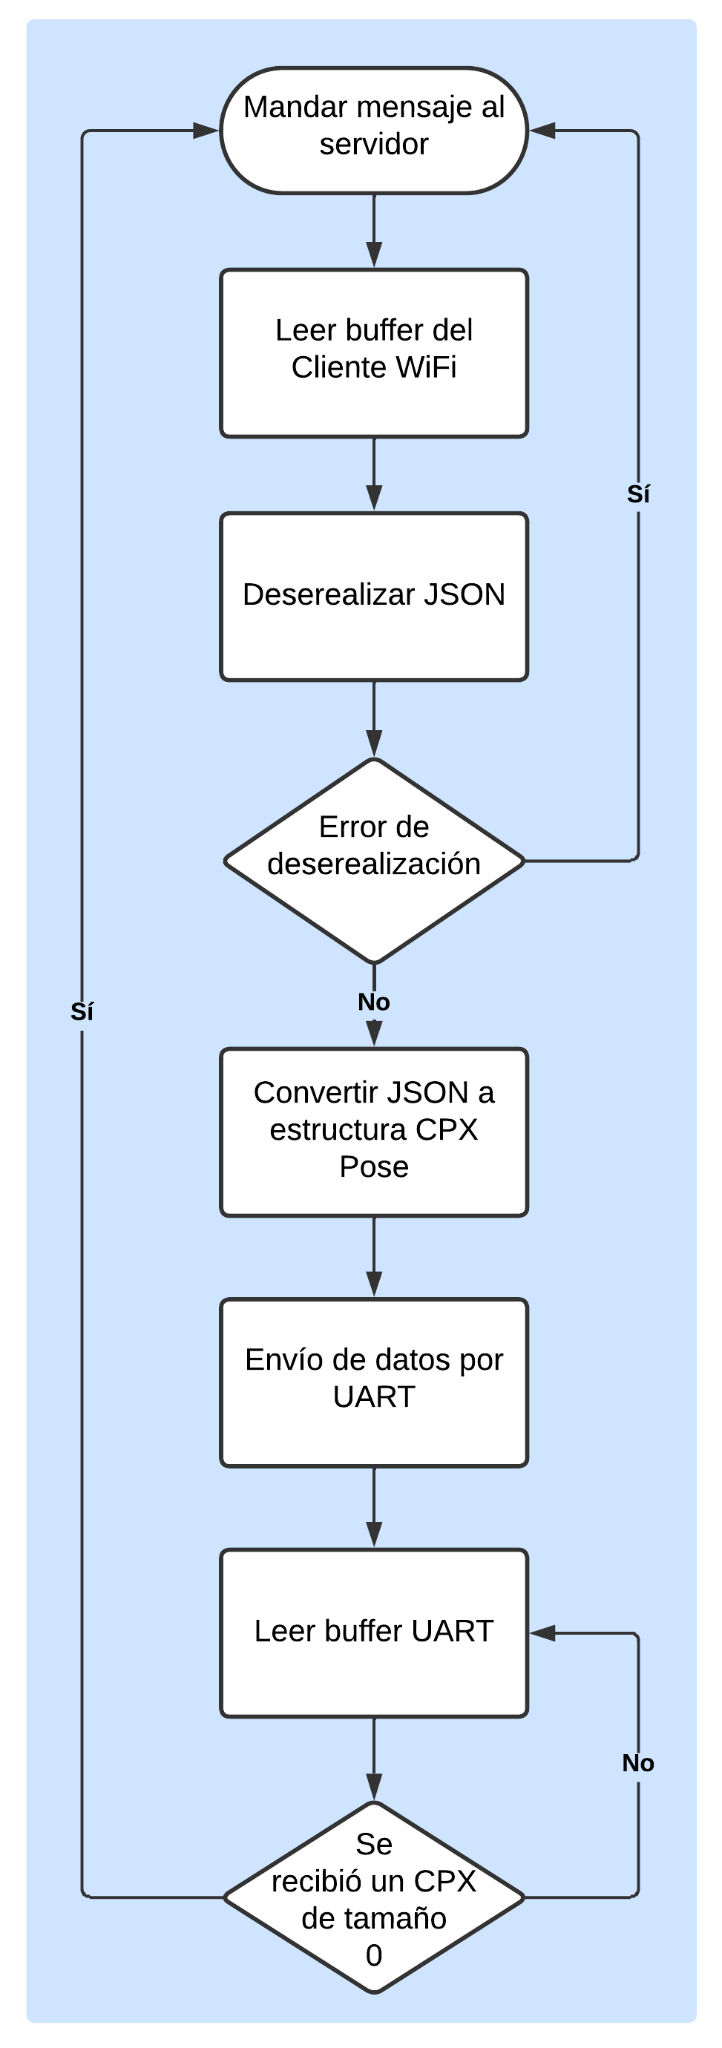 Mandar mensaje al
servidor
Leer buffer del
Cliente WiFi
Sí
Deserealizar JSON
Error de
deserealización
No
Sí
Convertir JSON a
estructura CPX
Pose
Envío de datos por
UART
Leer buffer UART
No
Se
recibió un CPX
de tamaño
0